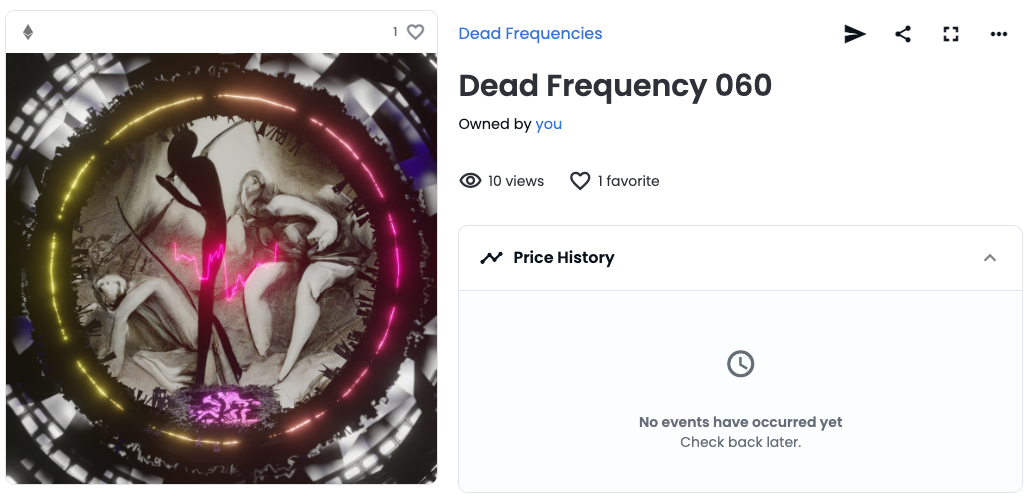 1
Dead Frequencies
Dead Frequency 060
Owned by you
10 views 1 favorite
Price History
No events have occurred yet
Check back later.